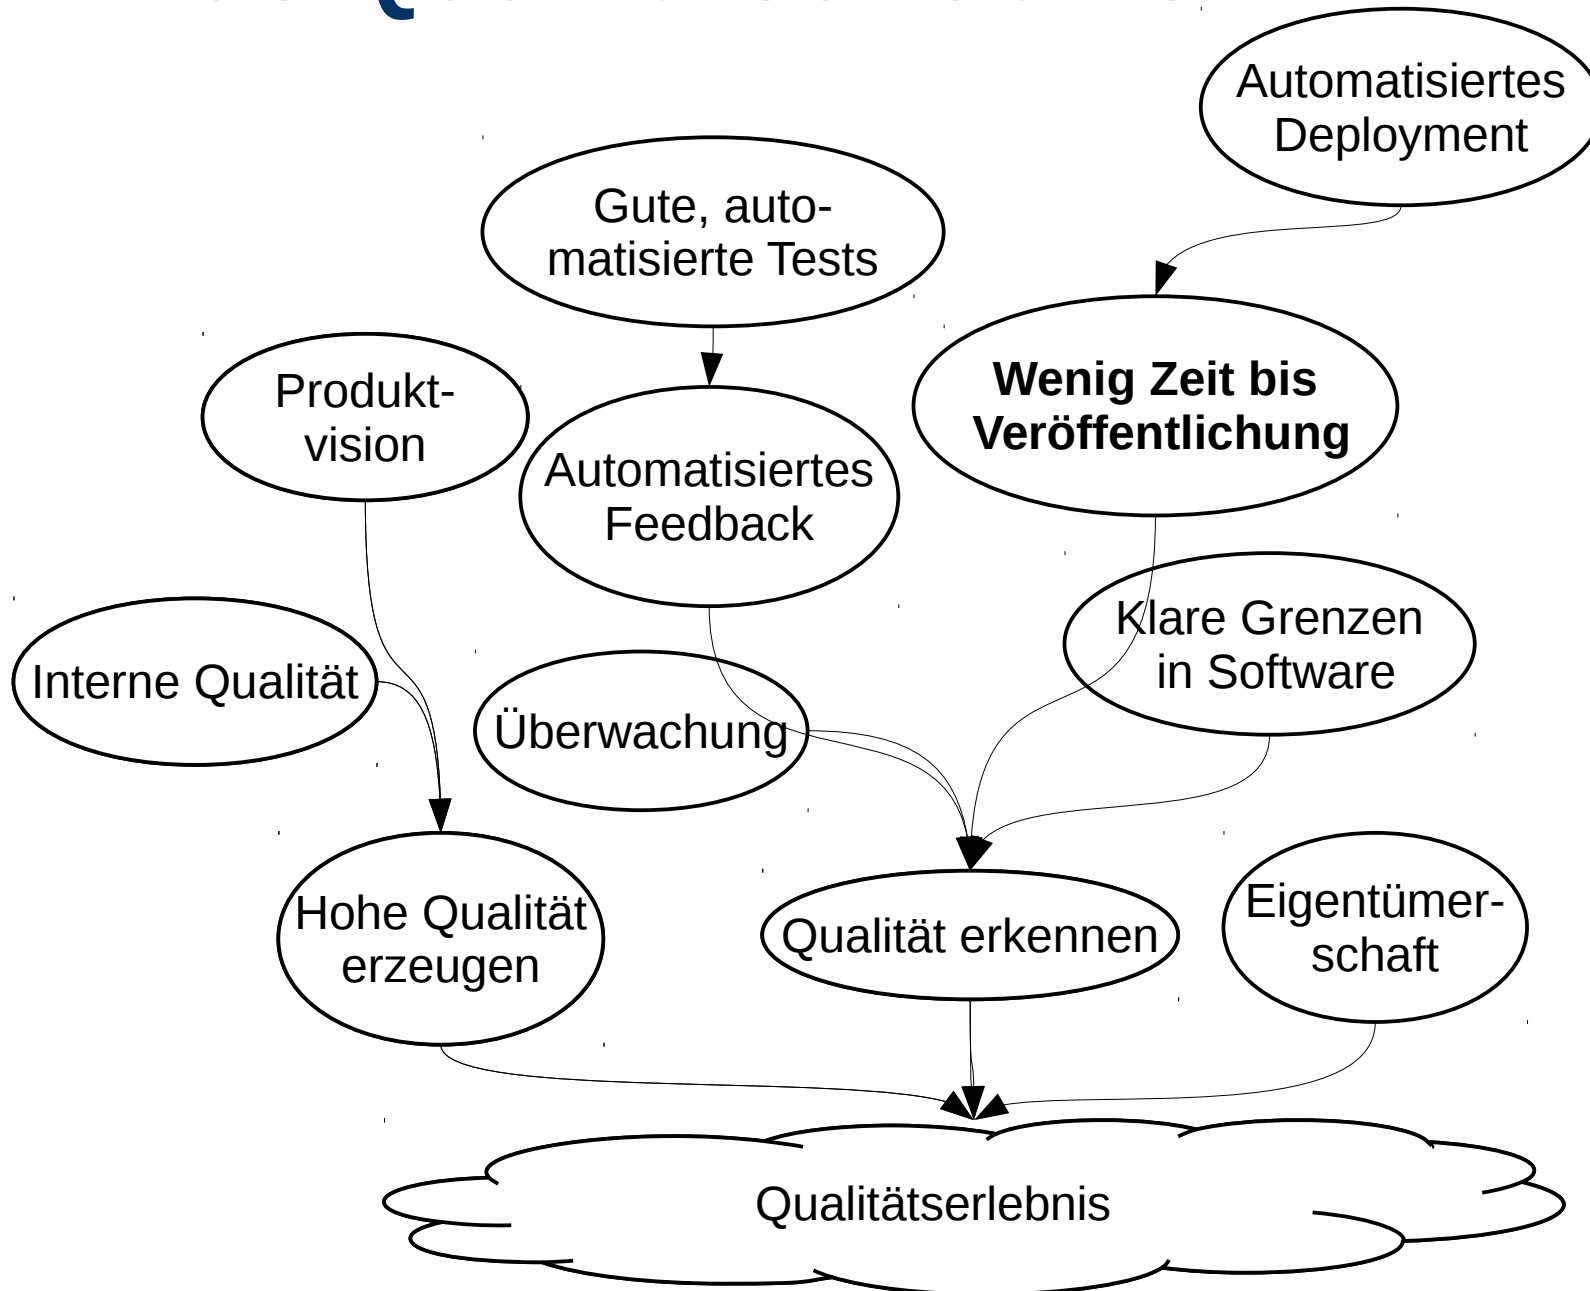 Automatisiertes
Deployment
Gute, auto-
matisierte Tests
Wenig Zeit bis
Veröffentlichung
Produkt-
vision
Automatisiertes
Feedback
Klare Grenzen
in Software
Interne Qualität
Überwachung
Hohe Qualität
erzeugen
Qualität erkennen
Eigentümer-
schaft
Qualitätserlebnis